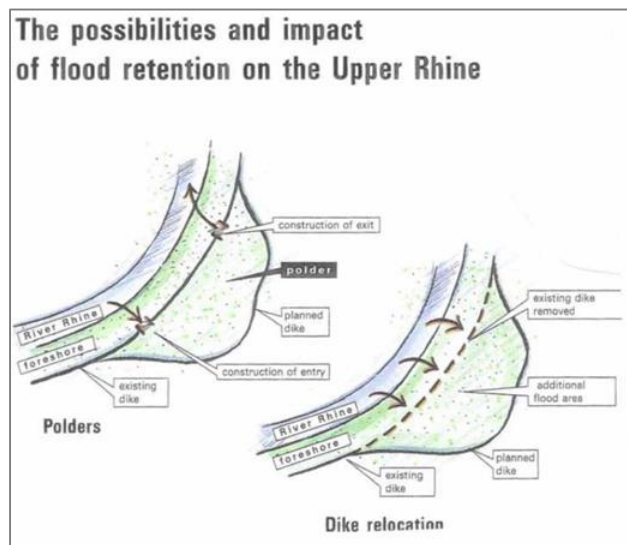 The possibilities and impact
of flood retention on the Upper Rhine
construction of exit
polder
planned
dike
River Rhine
foreshore
construction of entry
existing
dike
Polders
existing dike
removed
additional
flood area
River Rhine
foreshore
planned
dike
existing
dike
Dike relocation